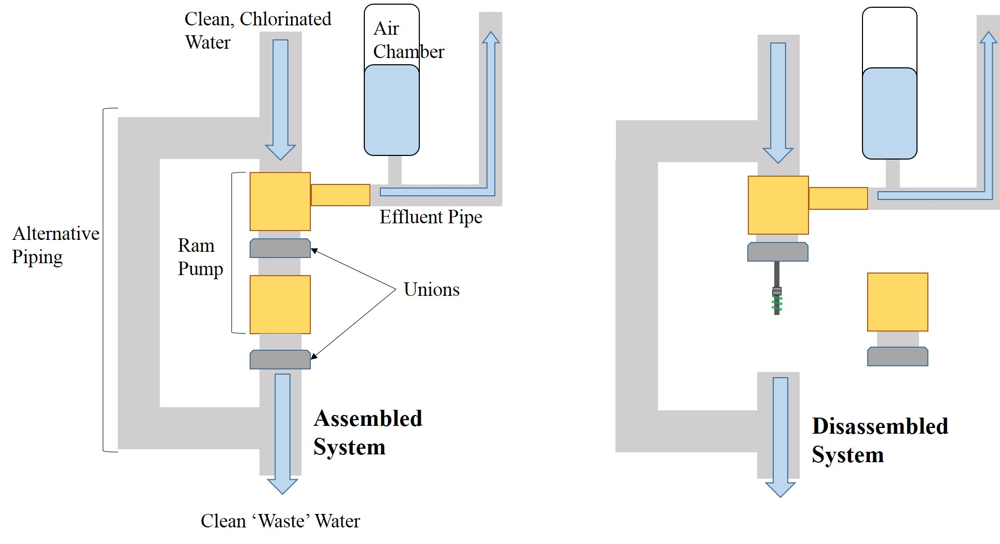 Clean, Chlorinated
Water
Air
Chamber
Effluent Pipe
Alternative
Piping
Ram
Pump
Unions
Assembled
System
Clean ‘Waste’ Water
Disassembled
System